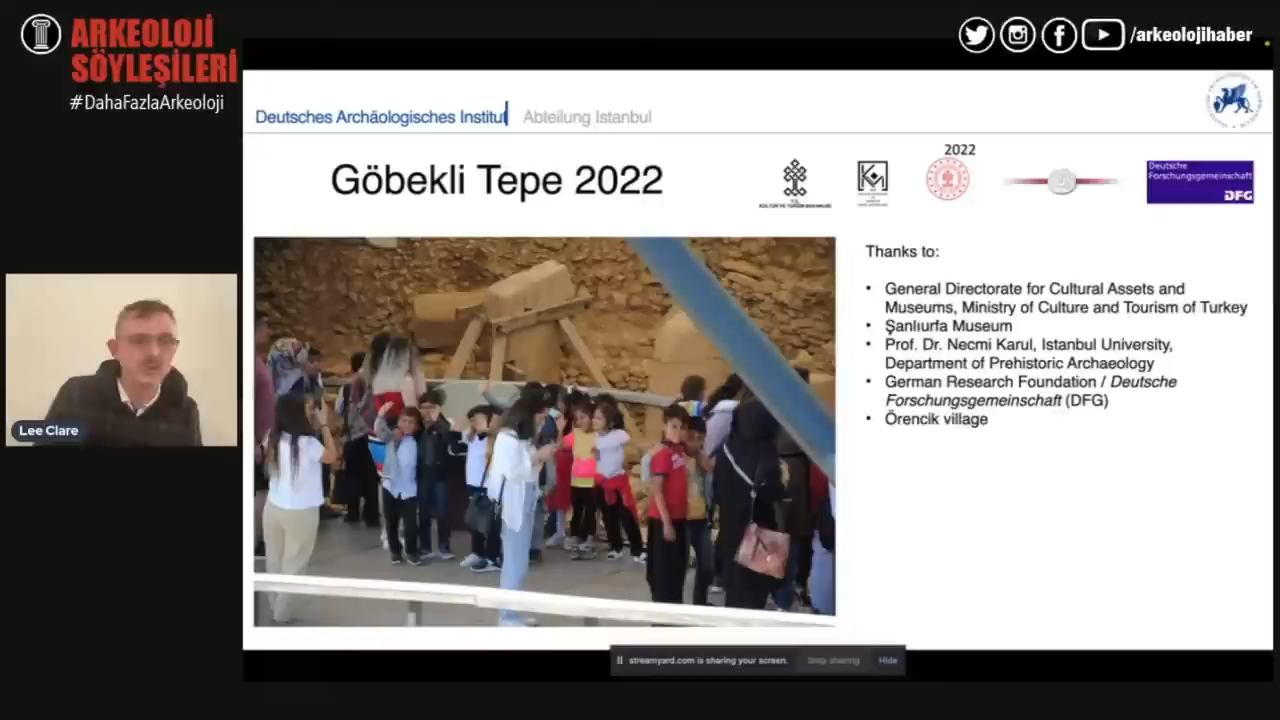 ARKEOLOJİ
SÖYLEŞİLERİ
#DahaFazlaArkeoloji
/arkeolojihaber
Deutsches Archäologisches Institut
Abteilung Istanbul
Göbekli Tepe 2022
2022
Deutsche
Forschungsgemeinschaft
DFG
Thanks to:
• General Directorate for Cultural Assets and
Museums, Ministry of Culture and Tourism of Turkey
• Şanlıurfa Museum
• Prof. Dr. Necmi Karul, Istanbul University,
Department of Prehistoric Archaeology
• German Research Foundation / Deutsche
Forschungsgemeinschaft (DFG)
• Örencik village
Lee Clare
streamyard.com is sharing your screen.
Stop sharing
Hide